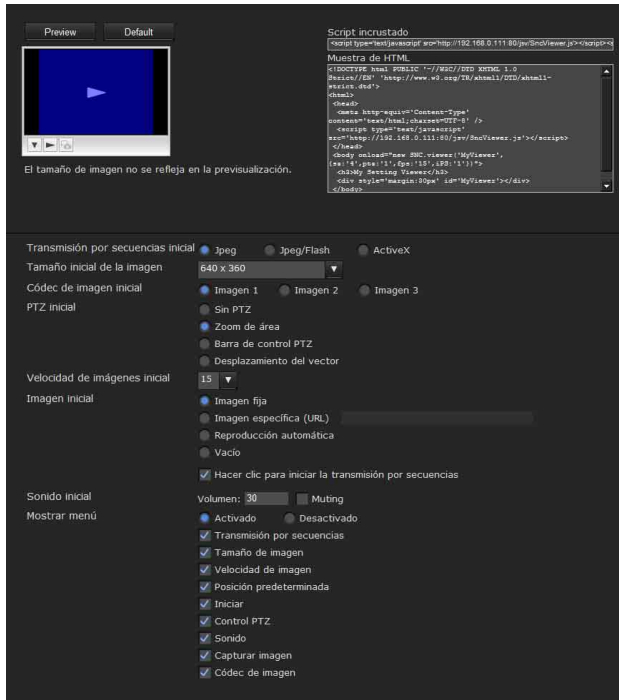 Preview
Default
El tamaño de imagen no se refleja en la previsualización.
Script incrustado
<script type='text/javascript' src='http://192.168.0.111:80/jsv/SncViewer.js'></script><s
Muestra de HTML
<!DOCTYPE html PUBLIC '-//W3C//DTD XHTML 1.0
Strict//EN' 'http://www.w3.org/TR/xhtml1/DTD/xhtml1-
strict.dtd'>
<html>
<head>
<meta http-equiv='Content-Type'
content='text/html;charset=UTF-8' />
<script type='text/javascript'
src='http://192.168.0.111:80/jsv/SncViewer.js'></script>
</head>
<body onload="new SNC.viewer('MyViewer',
{ss:'4',ptz:'1',fps:'15',iPS:'1'})">
<h3>My Setting Viewer</h3>
<div style='margin:30px' id='MyViewer'></div>
</body>
Transmisión por secuencias inicial Jpeg Jpeg/Flash ActiveX
Tamaño inicial de la imagen 640 x 360
Códec de imagen inicial Imagen 1 Imagen 2 Imagen 3
PTZ inicial Sin PTZ
Zoom de área
Barra de control PTZ
Desplazamiento del vector
Velocidad de imágenes inicial 15
Imagen inicial Imagen fija
Imagen específica (URL)
Reproducción automática
Vacío
Hacer clic para iniciar la transmisión por secuencias
Sonido inicial Volumen: 30 Muting
Mostrar menú Activado Desactivado
Transmisión por secuencias
Tamaño de imagen
Velocidad de imagen
Posición predeterminada
Iniciar
Control PTZ
Sonido
Capturar imagen
Códec de imagen